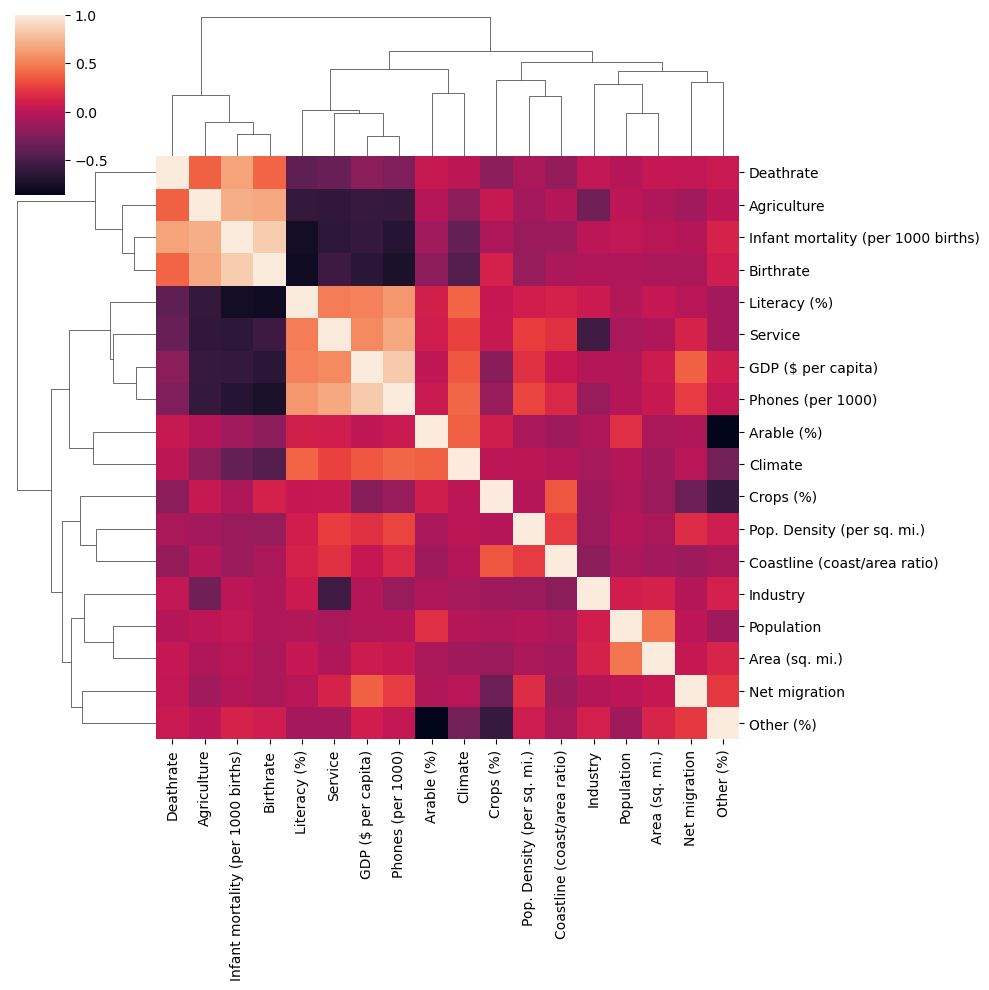 1.0
0.5
0.0
−0.5
Deathrate
Agriculture
Infant mortality (per 1000 births)
Birthrate
Literacy (%)
Service
GDP ($ per capita)
Phones (per 1000)
Arable (%)
Climate
Crops (%)
Pop. Density (per sq. mi.)
Coastline (coast/area ratio)
Industry
Population
Area (sq. mi.)
Net migration
Other (%)
Deathrate
Agriculture
Infant mortality (per 1000 births)
Birthrate
Literacy (%)
Service
GDP ($ per capita)
Phones (per 1000)
Arable (%)
Climate
Crops (%)
Pop. Density (per sq. mi.)
Coastline (coast/area ratio)
Industry
Population
Area (sq. mi.)
Net migration
Other (%)